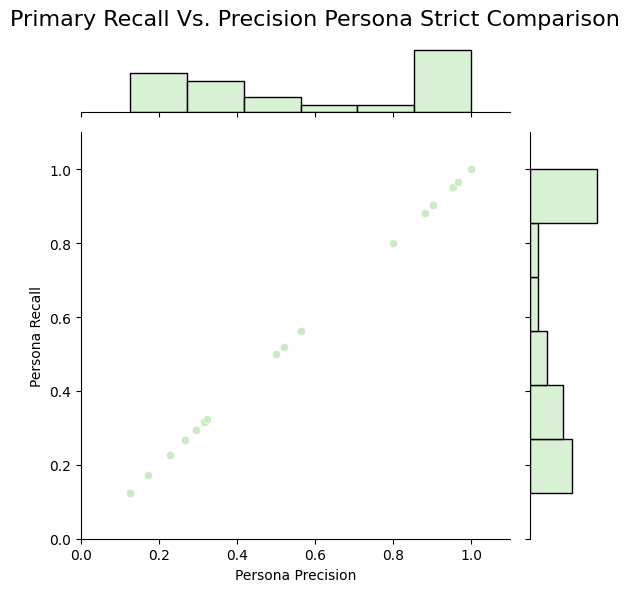 Primary Recall Vs. Precision Persona Strict Comparison
1.0
0.8
0.6
0.4
0.2
0.0
Persona Recall
0.0 0.2 0.4 0.6 0.8 1.0
Persona Precision